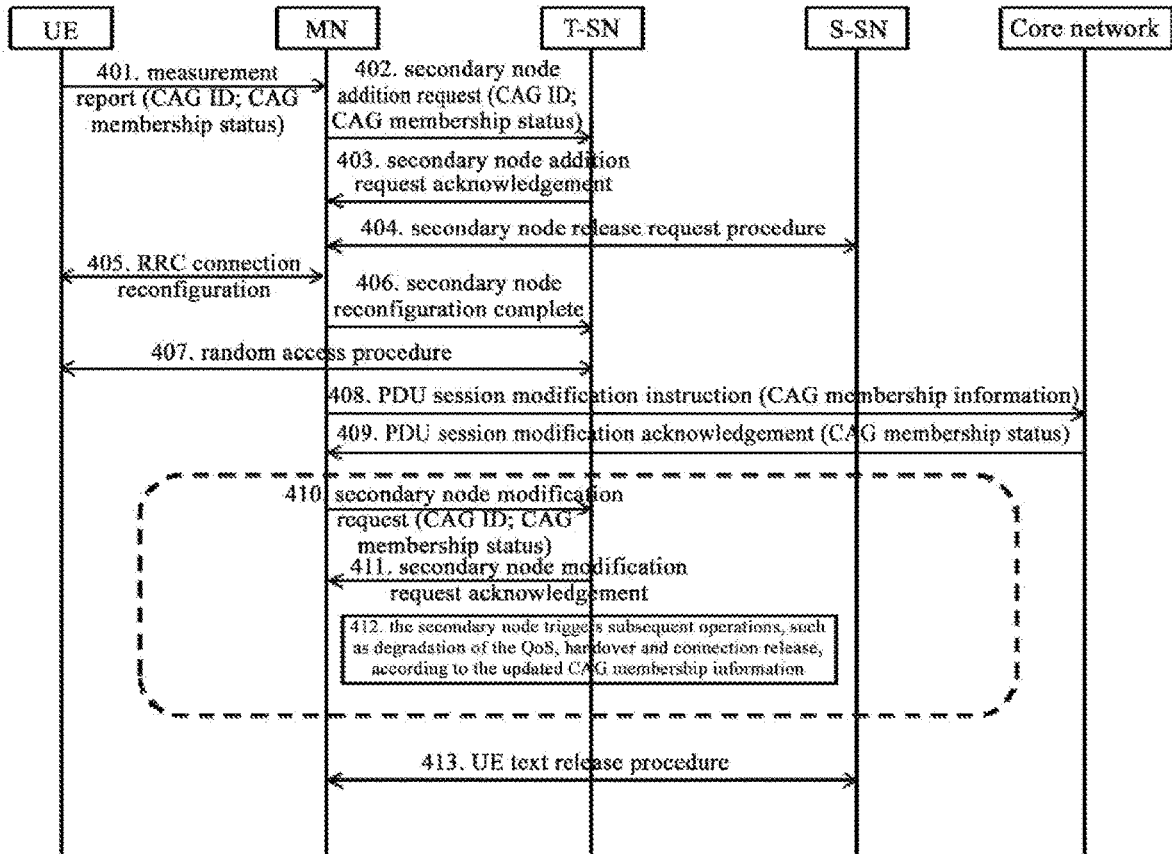 UE
MN
T-SN
S-SN
Core network
401. measurement
report (CAG ID; CAG
membership status)
402. secondary node
addition request (CAG ID;
CAG membership status)
403. secondary node addition
request acknowledgement
404. secondary node release request procedure
405. RRC connection
reconfiguration
406. secondary node
reconfiguration complete
407. random access procedure
408. PDU session modification instruction (CAG membership information)
409. PDU session modification acknowledgement (CAG membership status)
410. secondary node modification
request (CAG ID; CAG
membership status)
411. secondary node modification
request acknowledgement
412. the secondary node triggers subsequent operations, such
as degradation of the QoS, handover and connection release,
according to the updated CAG membership information
413. UE text release procedure